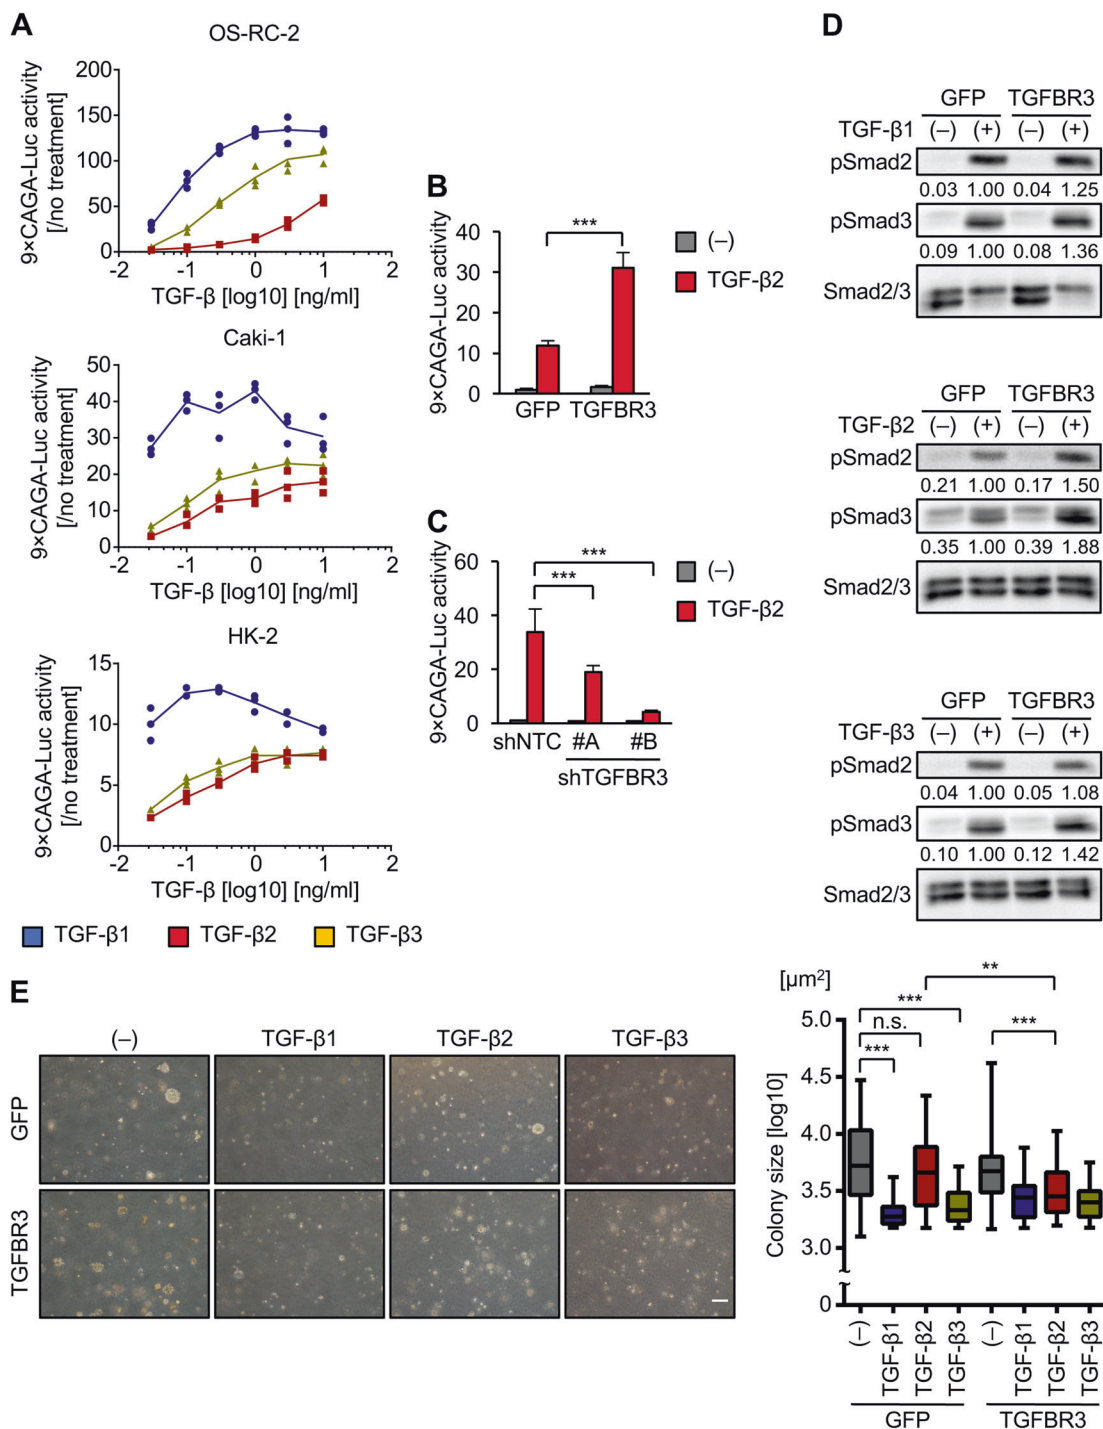 A
OS-RC-2
9×CAGA-Luc activity
[/no treatment]
200
150
100
50
0
-2 -1 0 1 2
TGF-β [log10] [ng/ml]
Caki-1
9×CAGA-Luc activity
[/no treatment]
50
40
30
20
10
0
-2 -1 0 1 2
TGF-β [log10] [ng/ml]
HK-2
9×CAGA-Luc activity
[/no treatment]
15
10
5
0
-2 -1 0 1 2
TGF-β [log10] [ng/ml]
TGF-β1 TGF-β2 TGF-β3
B
9×CAGA-Luc activity
40
30
20
10
0
***
(–)
TGF-β2
GFP TGFBR3
C
9×CAGA-Luc activity
60
40
20
0
***
***
(–)
TGF-β2
shNTC #A #B
shTGFBR3
D
GFP TGFBR3
TGF-β1 (–) (+) (–) (+)
pSmad2
0.03 1.00 0.04 1.25
pSmad3
0.09 1.00 0.08 1.36
Smad2/3
GFP TGFBR3
TGF-β2 (–) (+) (–) (+)
pSmad2
0.21 1.00 0.17 1.50
pSmad3
0.35 1.00 0.39 1.88
Smad2/3
GFP TGFBR3
TGF-β3 (–) (+) (–) (+)
pSmad2
0.04 1.00 0.05 1.08
pSmad3
0.10 1.00 0.12 1.42
Smad2/3
E
(–) TGF-β1 TGF-β2 TGF-β3
GFP
TGFBR3
[µm²]
Colony size [log10]
5.0
4.5
4.0
3.5
3.0
0
**
***
n.s.
***
***
(–) TGF-β1 TGF-β2 TGF-β3 (–) TGF-β1 TGF-β2 TGF-β3
GFP TGFBR3